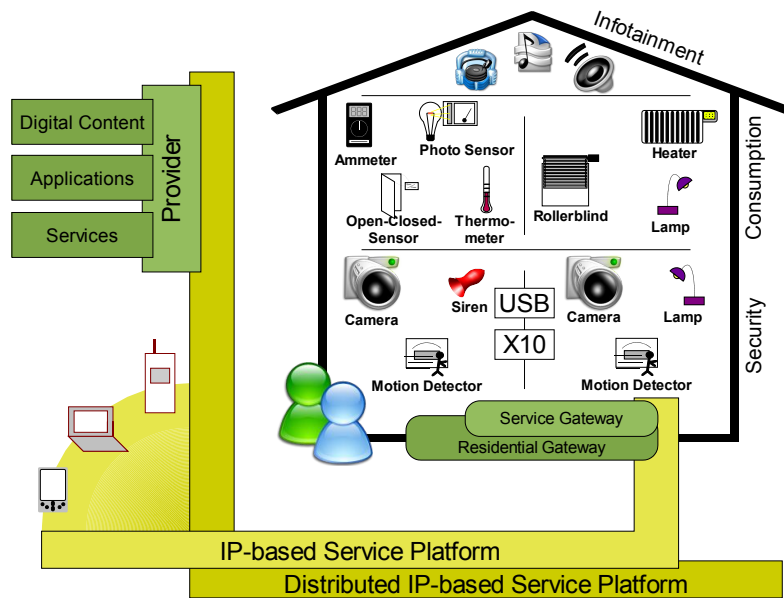 Infotainment
Digital Content
Applications
Services
Provider
Ammeter
Photo Sensor
Heater
Open-Closed-
Sensor
Thermo-
meter
Rollerblind
Lamp
Consumption
Camera
Siren
USB
Camera
Lamp
X10
Security
Motion Detector
Motion Detector
Service Gateway
Residential Gateway
IP-based Service Platform
Distributed IP-based Service Platform